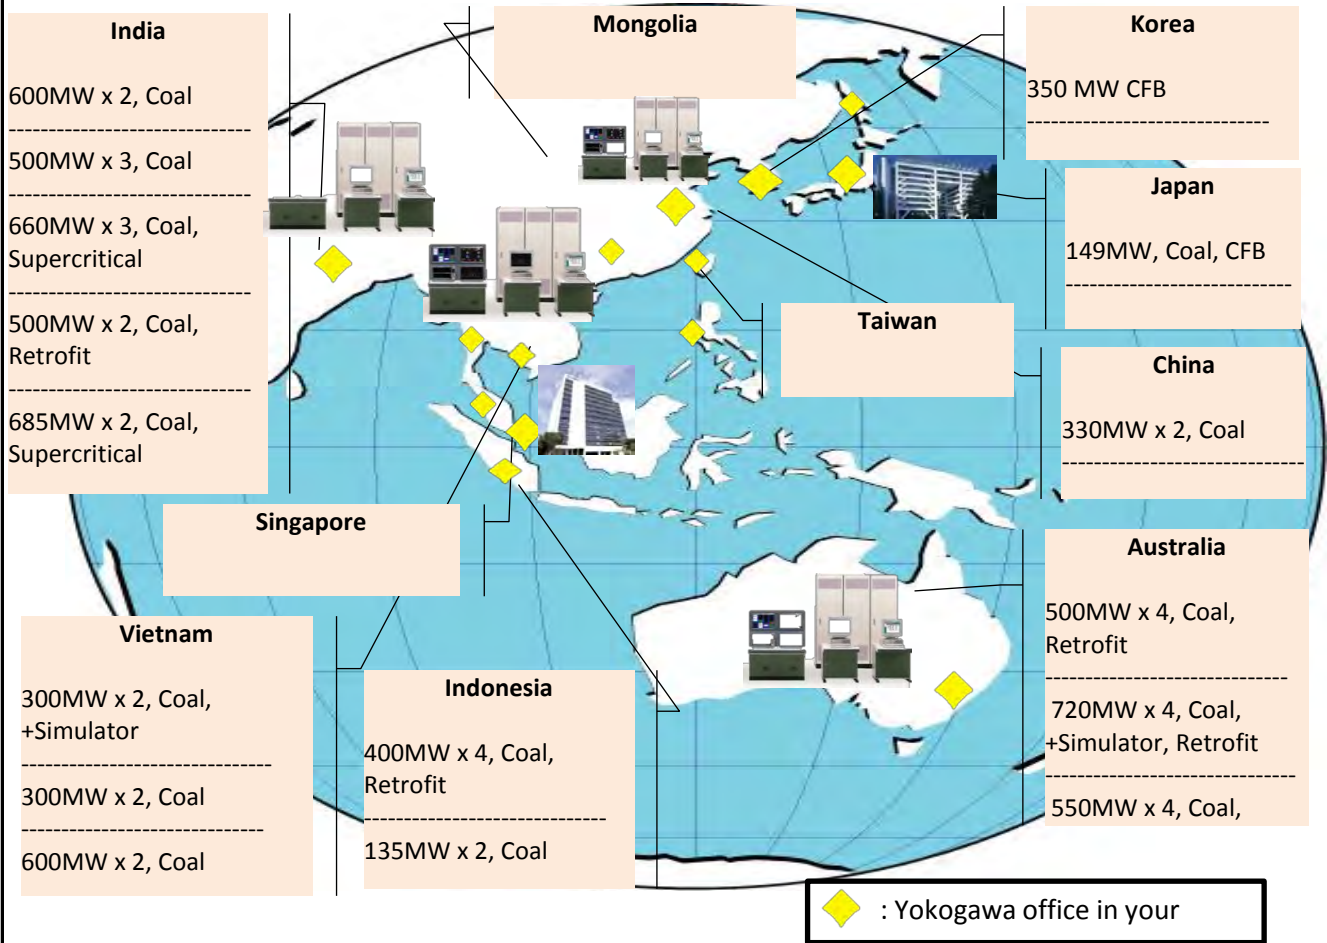 India
600MW x 2, Coal
-------------------------------
500MW x 3, Coal
-------------------------------
660MW x 3, Coal,
Supercritical
-------------------------------
500MW x 2, Coal,
Retrofit
-------------------------------
685MW x 2, Coal,
Supercritical
Mongolia
Korea
350 MW CFB
-------------------------------
Japan
149MW, Coal, CFB
-----------------------------
Taiwan
China
330MW x 2, Coal
-------------------------------
Singapore
Vietnam
300MW x 2, Coal,
+Simulator
--------------------------------
300MW x 2, Coal
-------------------------------
600MW x 2, Coal
Indonesia
400MW x 4, Coal,
Retrofit
-------------------------------
135MW x 2, Coal
Australia
500MW x 4, Coal,
Retrofit
-------------------------------
720MW x 4, Coal,
+Simulator, Retrofit
--------------------------------
550MW x 4, Coal,
: Yokogawa office in your